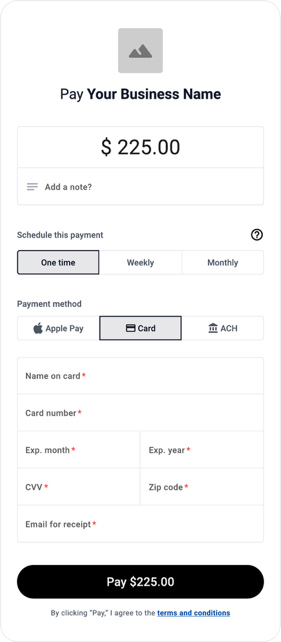 Pay Your Business Name
$ 225.00
Add a note?
Schedule this payment
One time Weekly Monthly
Payment method
Apple Pay Card ACH
Name on card*
Card number*
Exp. month* Exp. year*
CVV* Zip code*
Email for receipt*
Pay $225.00
By clicking “Pay,” I agree to the terms and conditions